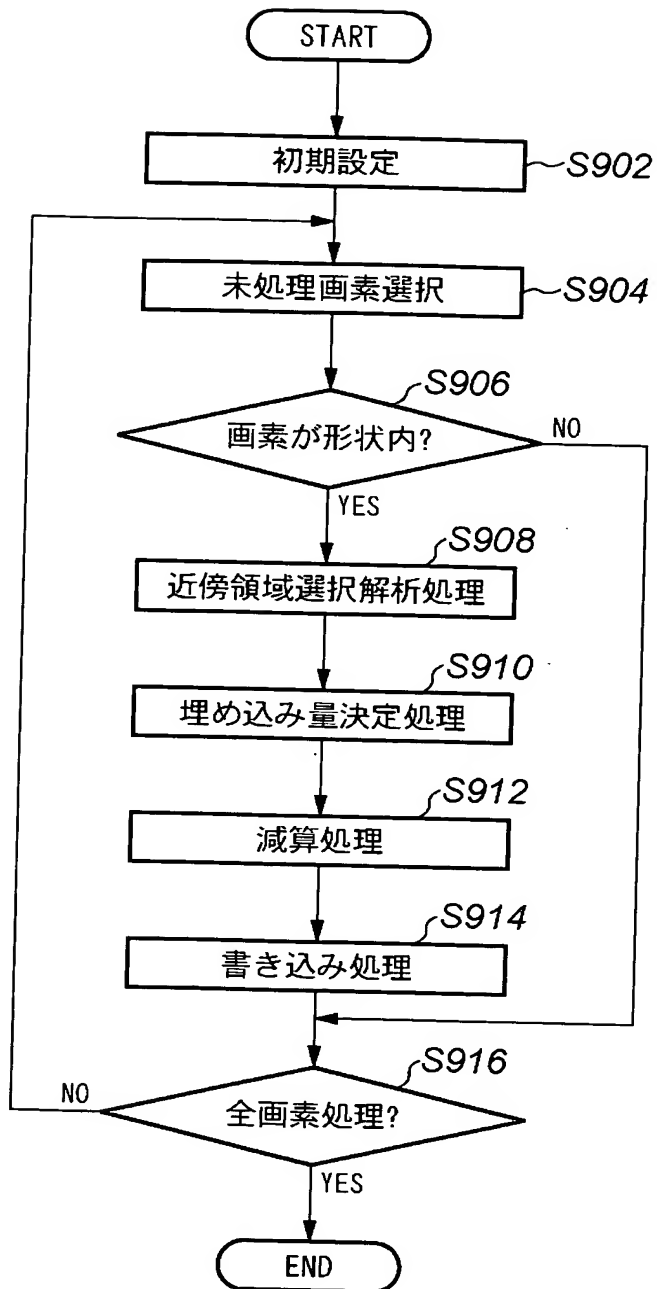 START
初期設定
S902
未処理画素選択
S904
S906
画素が形状内?
NO
YES
S908
近傍領域選択解析処理
S910
埋め込み量決定処理
S912
減算処理
S914
書き込み処理
S916
NO
全画素処理?
YES
END